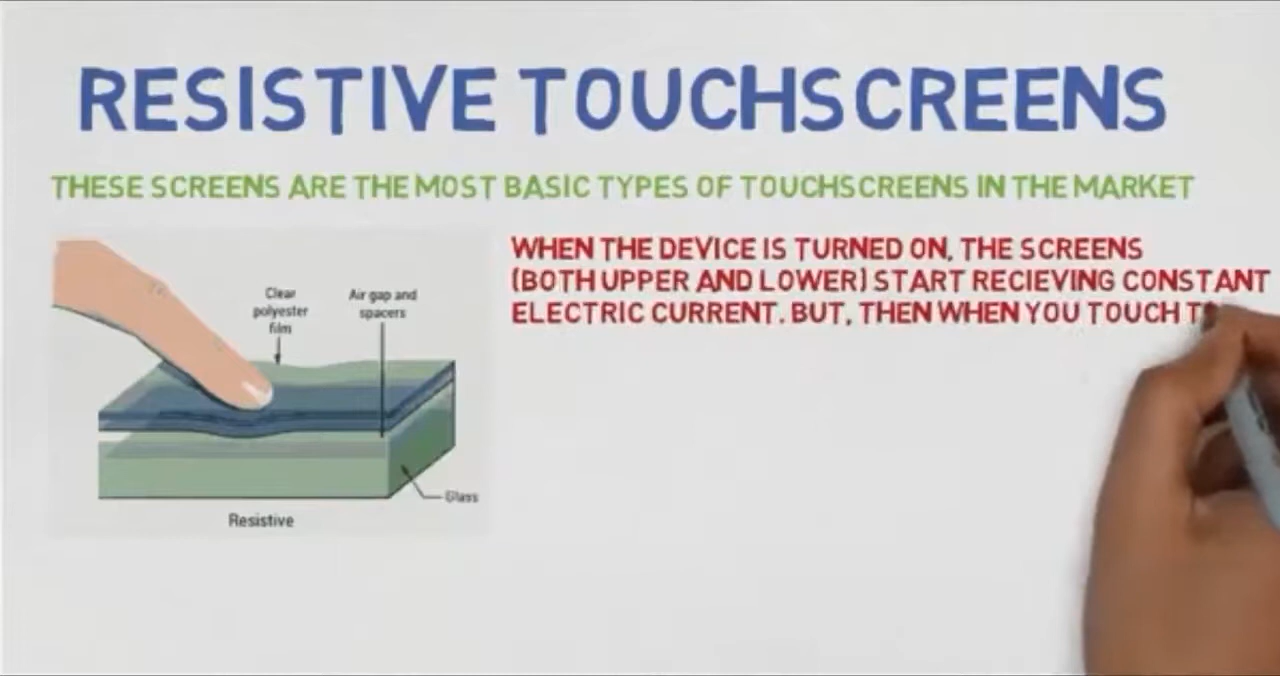 RESISTIVE TOUCHSCREENS
THESE SCREENS ARE THE MOST BASIC TYPES OF TOUCHSCREENS IN THE MARKET
WHEN THE DEVICE IS TURNED ON, THE SCREENS
(BOTH UPPER AND LOWER) START RECIEVING CONSTANT
ELECTRIC CURRENT. BUT, THEN WHEN YOU TOUCH
Clear
polyester
film
Air gap and
spacers
Glass
Resistive